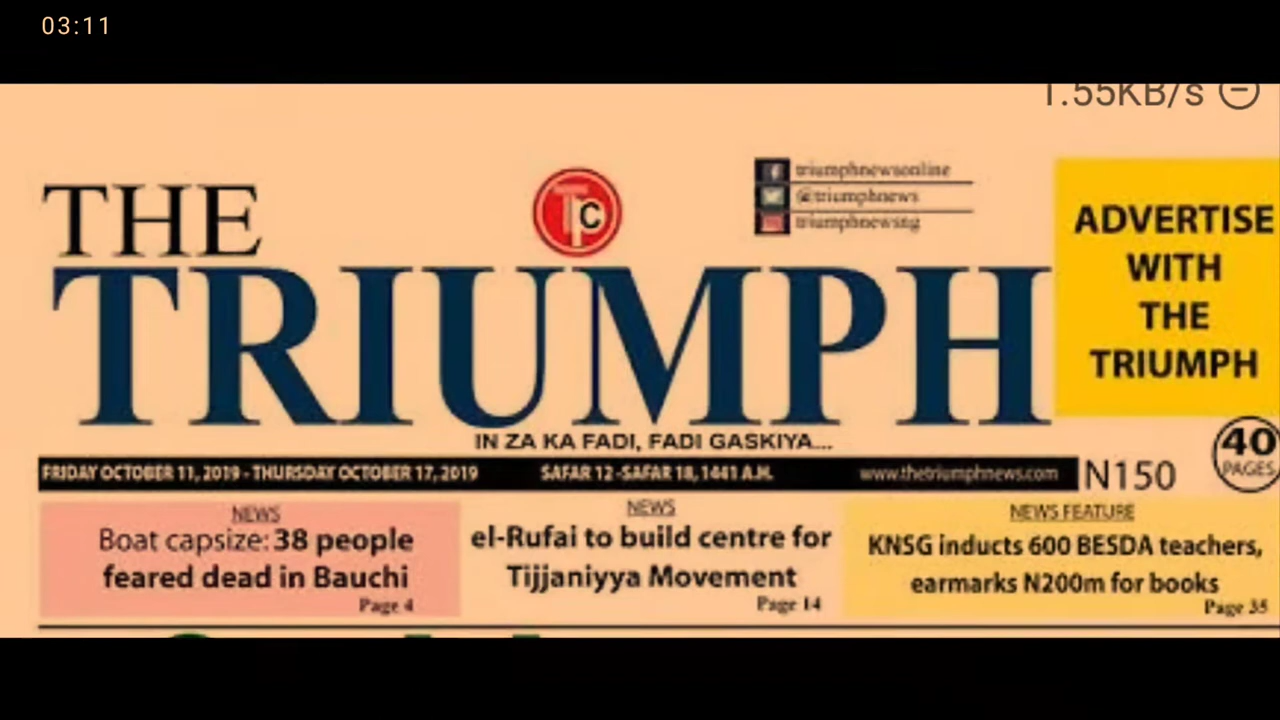 03:11
1.55KB/s
THE
TPC
triumphnewsonline
@triumphnews
triumphnewsng
ADVERTISE
WITH
THE
TRIUMPH
TRIUMPH
IN ZA KA FADI, FADI GASKIYA...
FRIDAY OCTOBER 11, 2019 - THURSDAY OCTOBER 17, 2019 SAFAR 12 -SAFAR 18, 1441 A.H. www.thetriumphnews.com N150
40
PAGES
NEWS
Boat capsize: 38 people
feared dead in Bauchi
Page 4
NEWS
el-Rufai to build centre for
Tijjaniyya Movement
Page 14
NEWS FEATURE
KNSG inducts 600 BESDA teachers,
earmarks N200m for books
Page 35